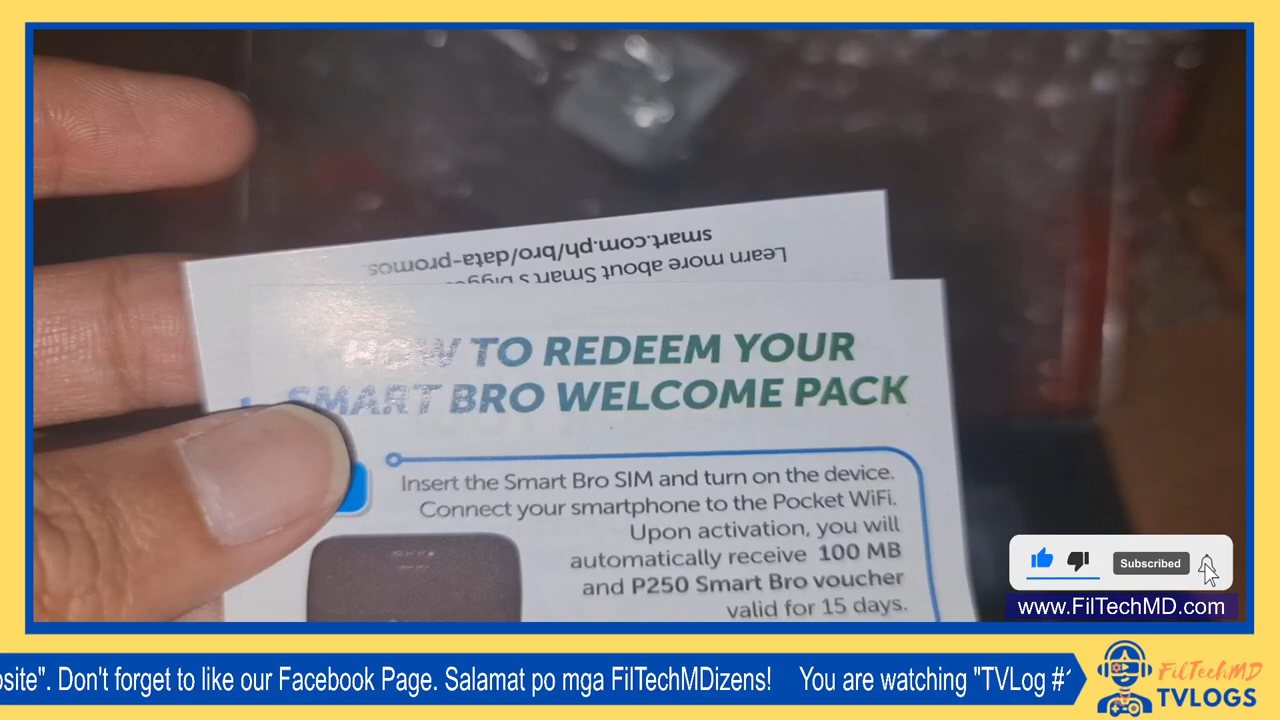 smart.com.ph/bro/data-promos.
Learn more about Smart's
HOW TO REDEEM YOUR
SMART BRO WELCOME PACK
Insert the Smart Bro SIM and turn on the device.
Connect your smartphone to the Pocket WiFi.
Upon activation, you will
automatically receive 100 MB
and P250 Smart Bro voucher
valid for 15 days.
Subscribed
www.FilTechMD.com
osite". Don't forget to like our Facebook Page. Salamat po mga FilTechMDizens! You are watching "TVLog #
FilTechMD
TVLOGS